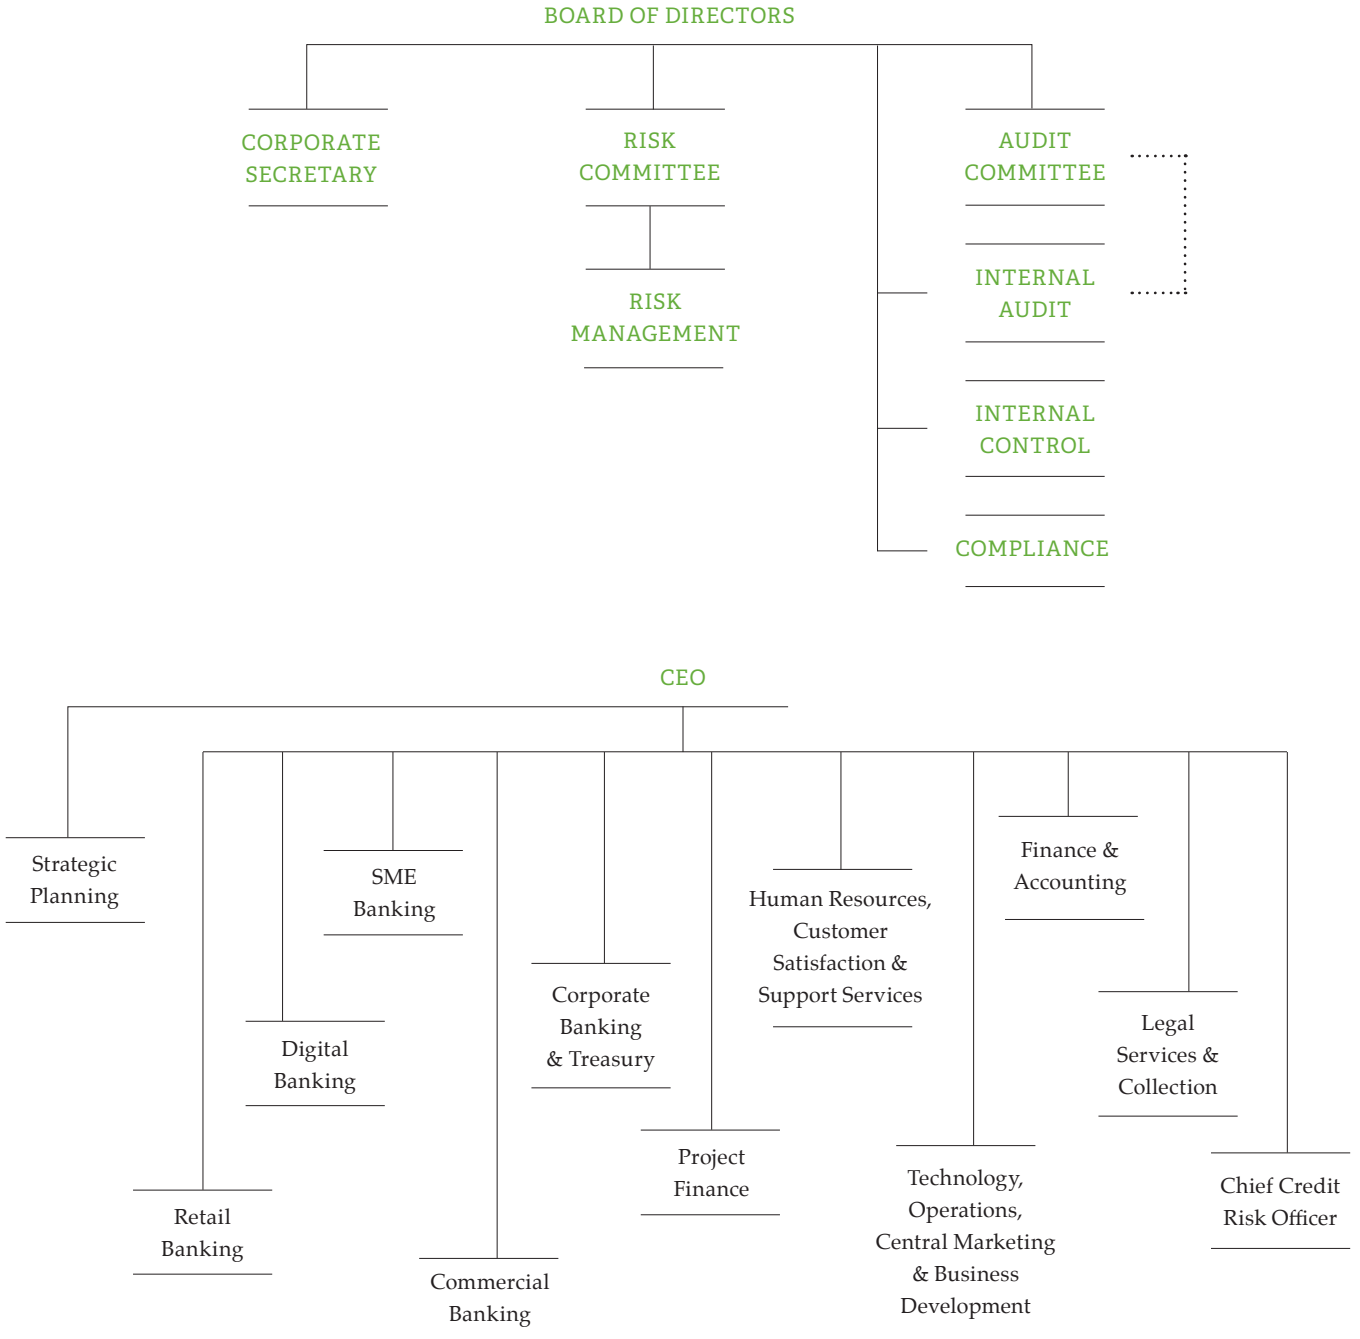 BOARD OF DIRECTORS
CORPORATE
SECRETARY
RISK
COMMITTEE
AUDIT
COMMITTEE
RISK
MANAGEMENT
INTERNAL
AUDIT
INTERNAL
CONTROL
COMPLIANCE
CEO
Strategic
Planning
Retail
Banking
Digital
Banking
SME
Banking
Commercial
Banking
Corporate
Banking
& Treasury
Project
Finance
Human Resources,
Customer
Satisfaction &
Support Services
Technology,
Operations,
Central Marketing
& Business
Development
Finance &
Accounting
Legal
Services &
Collection
Chief Credit
Risk Officer